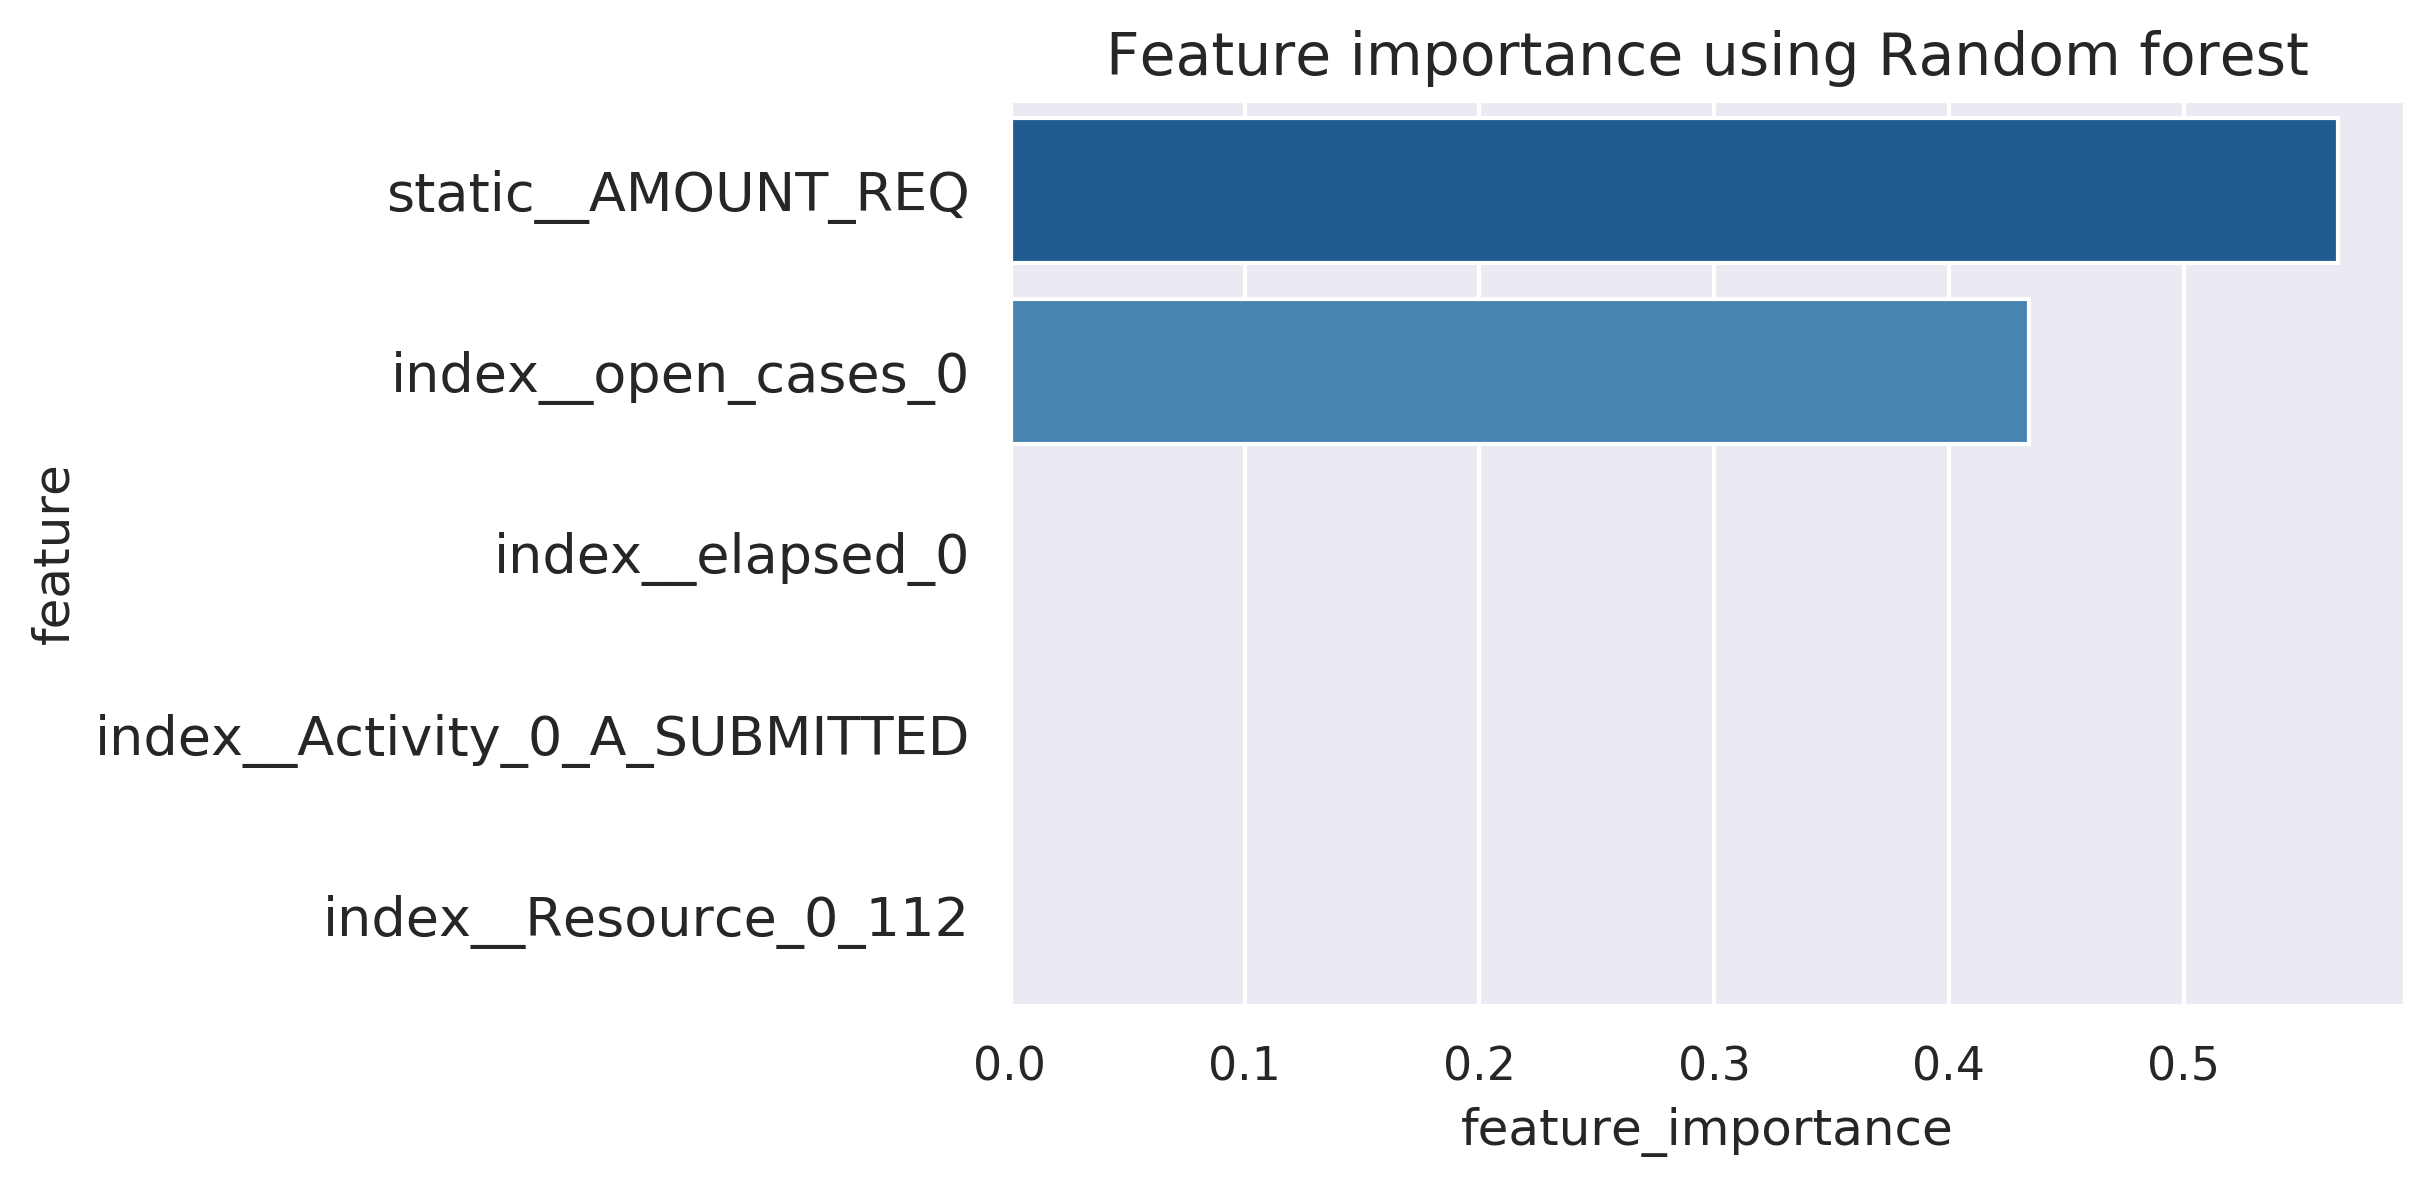 Feature importance using Random forest
static__AMOUNT_REQ
index__open_cases_0
index__elapsed_0
index__Activity_0_A_SUBMITTED
index__Resource_0_112
feature
0.0 0.1 0.2 0.3 0.4 0.5
feature_importance